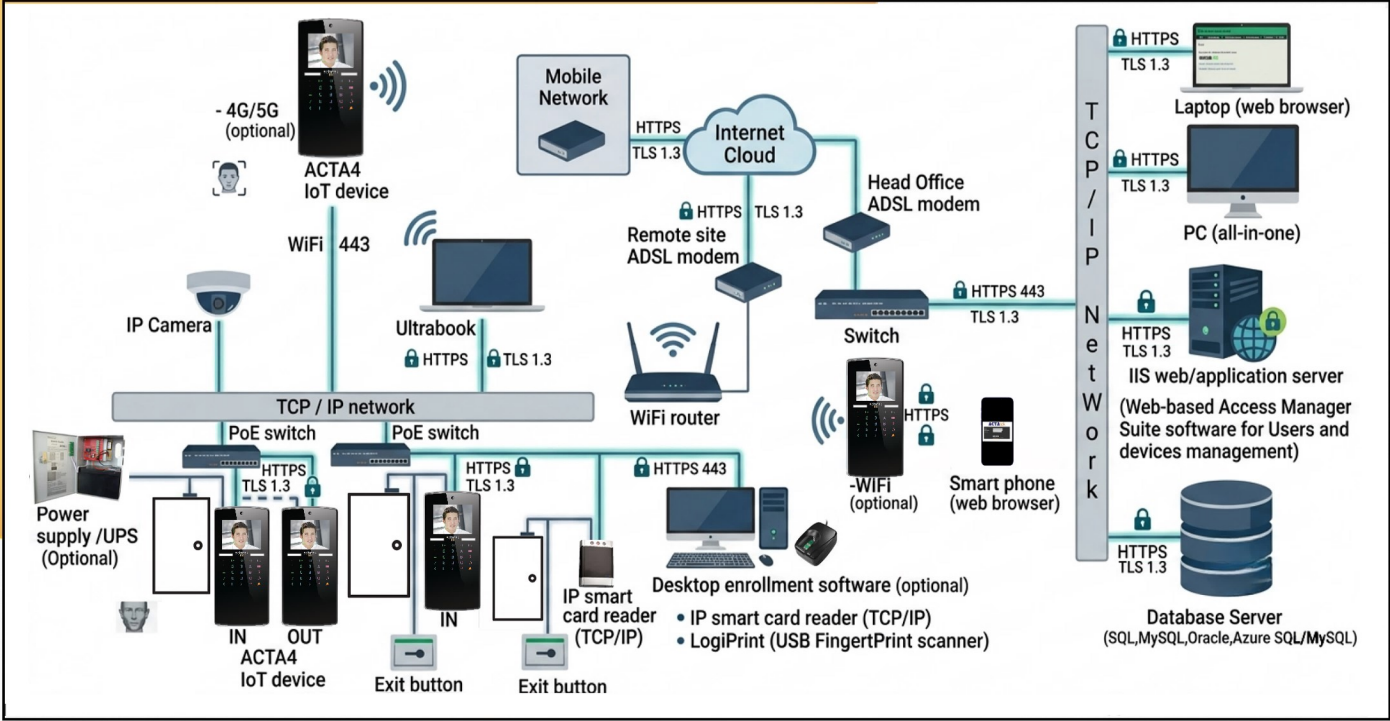 - 4G/5G
(optional)
ACTA4
IoT device
WiFi 443
IP Camera
Ultrabook
HTTPS TLS 1.3
TCP / IP network
Mobile
Network
HTTPS
TLS 1.3
Internet
Cloud
HTTPS TLS 1.3
Remote site
ADSL modem
Head Office
ADSL modem
WiFi router
Switch
HTTPS 443
TLS 1.3
TCP/IP NetWork
HTTPS
TLS 1.3
Laptop (web browser)
HTTPS
TLS 1.3
PC (all-in-one)
HTTPS
TLS 1.3
IIS web/application server
(Web-based Access Manager
Suite software for Users and
devices management)
HTTPS
TLS 1.3
Database Server
(SQL,MySQL,Oracle,Azure SQL/MySQL)
HTTPS
-WIFi
(optional)
Smart phone
(web browser)
PoE switch
HTTPS
TLS 1.3
PoE switch
HTTPS
TLS 1.3
HTTPS 443
Power
supply /UPS
(Optional)
IN OUT
ACTA4
IoT device
IN
Exit button
Exit button
IP smart
card reader
(TCP/IP)
Desktop enrollment software (optional)
• IP smart card reader (TCP/IP)
• LogiPrint (USB FingertPrint scanner)